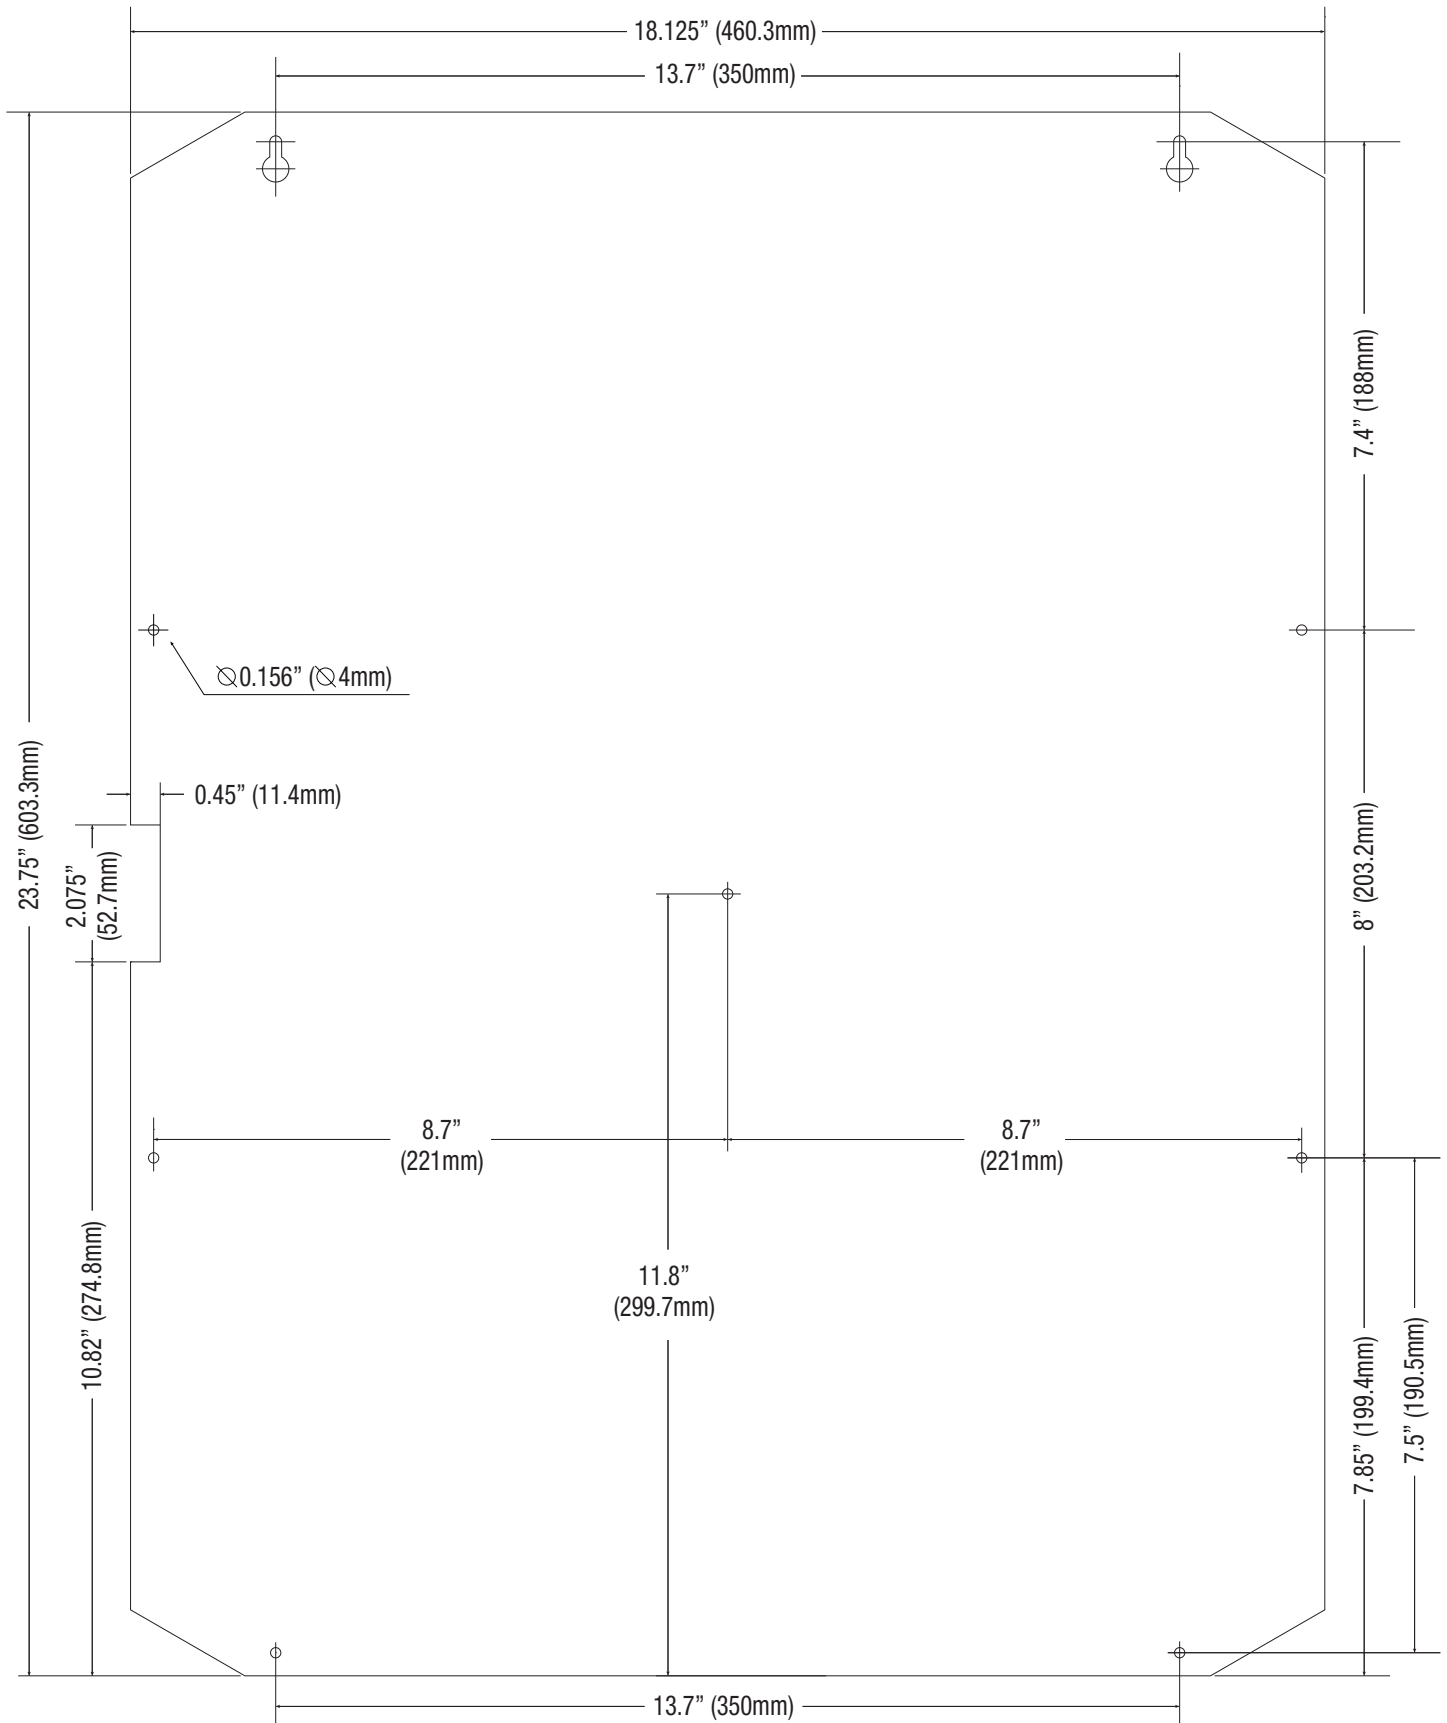 18.125” (460.3mm)
13.7” (350mm)
7.4” (188mm)
∅0.156” (∅4mm)
23.75” (603.3mm)
0.45” (11.4mm)
2.075”
(52.7mm)
8” (203.2mm)
8.7”
(221mm)
8.7”
(221mm)
10.82” (274.8mm)
11.8”
(299.7mm)
7.85” (199.4mm)
7.5” (190.5mm)
13.7” (350mm)